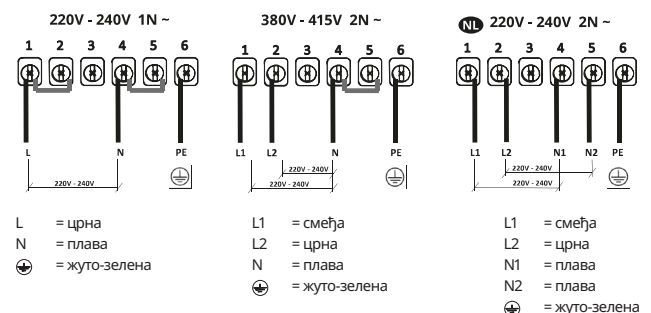 220V - 240V 1N ~
1 2 3 4 5 6
L N PE
220V - 240V
L = црна
N = плава
= жуто-зелена
380V - 415V 2N ~
1 2 3 4 5 6
L1 L2 N PE
220V - 240V
220V - 240V
L1 = смеђа
L2 = црна
N = плава
= жуто-зелена
NL 220V - 240V 2N ~
1 2 3 4 5 6
L1 L2 N1 N2 PE
220V - 240V
220V - 240V
L1 = смеђа
L2 = црна
N1 = плава
N2 = плава
= жуто-зелена